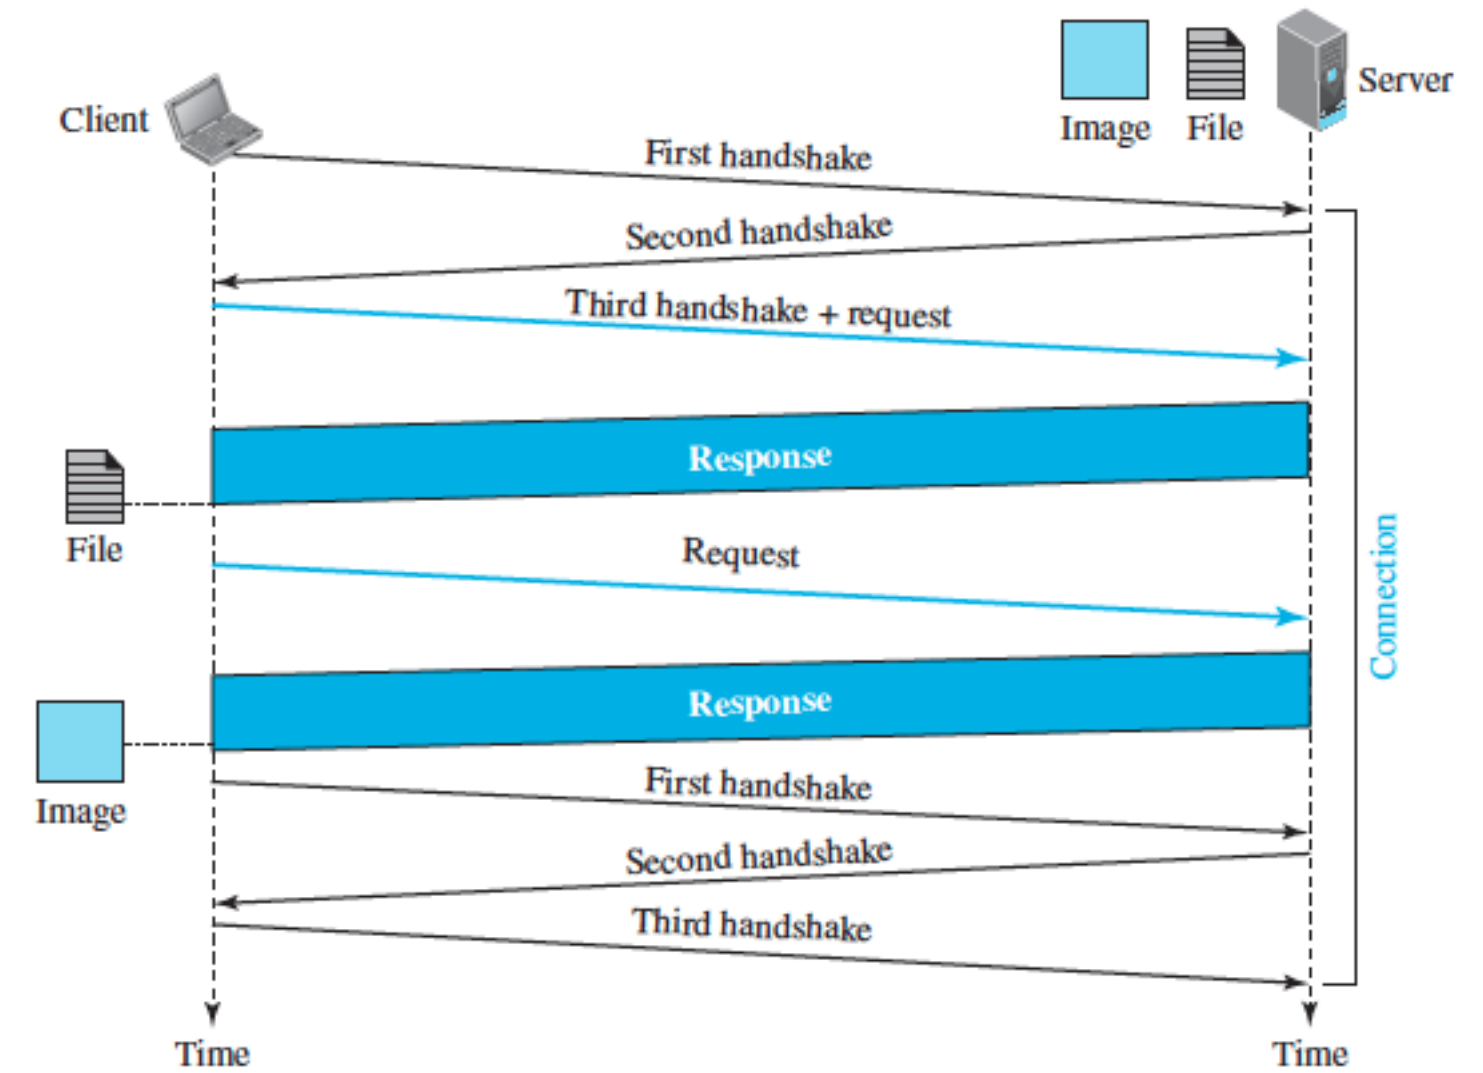 Server
Client
Image
File
First handshake
Second handshake
Third handshake + request
Response
File
Request
Connection
Response
Image
First handshake
Second handshake
Third handshake
Time
Time